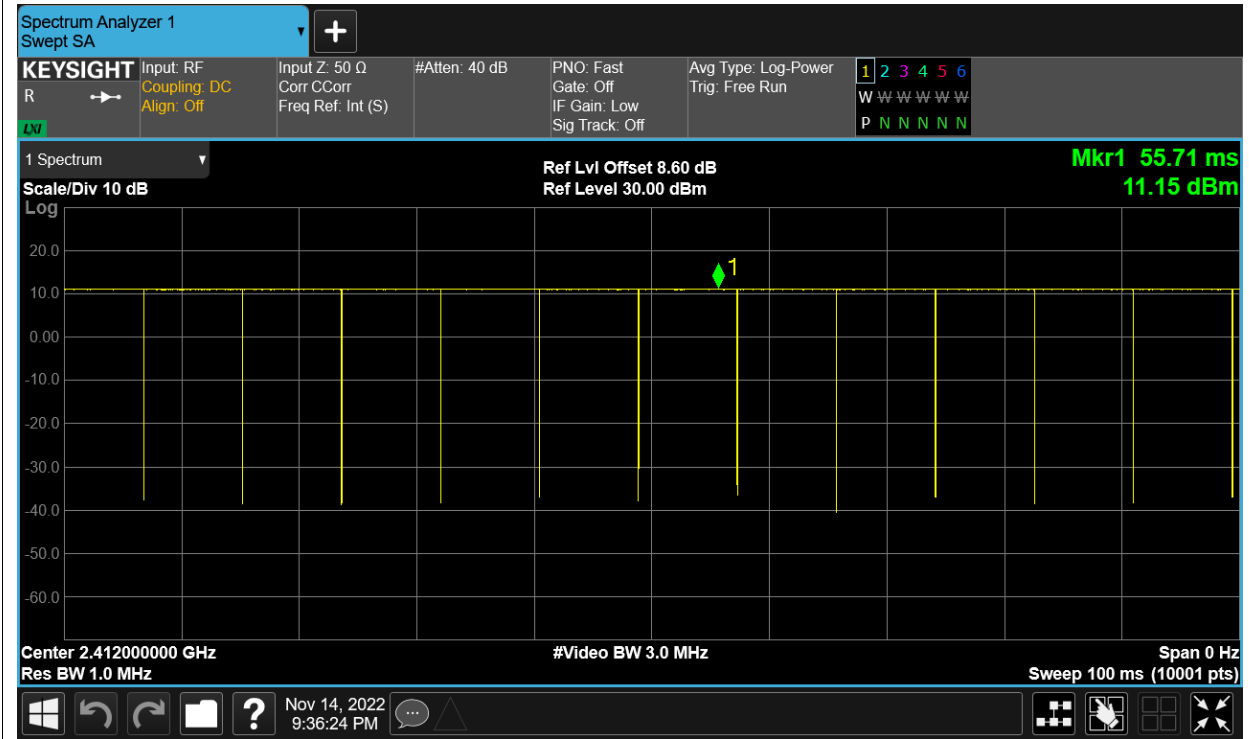 Spectrum Analyzer 1
Swept SA
+
KEYSIGHT
R
LXI
Input: RF
Coupling: DC
Align: Off
Input Z: 50 Ω
Corr CCorr
Freq Ref: Int (S)
#Atten: 40 dB
PNO: Fast
Gate: Off
IF Gain: Low
Sig Track: Off
Avg Type: Log-Power
Trig: Free Run
1 2 3 4 5 6
W W W W W W
P N N N N N
1 Spectrum
Scale/Div 10 dB
Log
Ref Lvl Offset 8.60 dB
Ref Level 30.00 dBm
Mkr1 55.71 ms
11.15 dBm
1
20.0
10.0
0.00
-10.0
-20.0
-30.0
-40.0
-50.0
-60.0
Center 2.412000000 GHz
Res BW 1.0 MHz
#Video BW 3.0 MHz
Span 0 Hz
Sweep 100 ms (10001 pts)
?
Nov 14, 2022
9:36:24 PM